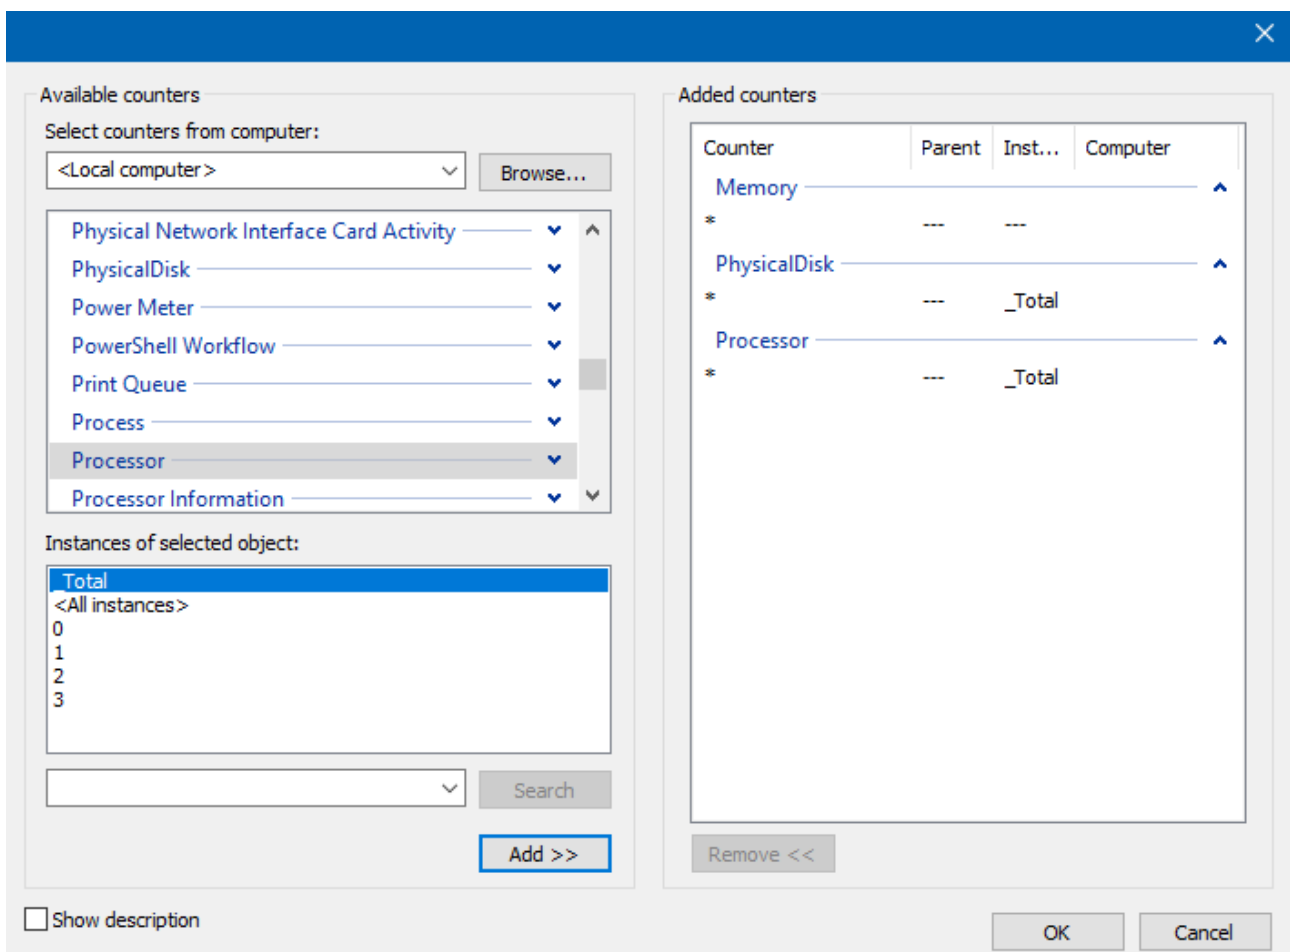 Available counters
Select counters from computer:
<Local computer>
Browse...
Physical Network Interface Card Activity
PhysicalDisk
Power Meter
PowerShell Workflow
Print Queue
Process
Processor
Processor Information
Instances of selected object:
_Total
<All instances>
0
1
2
3
Search
Add >>
Show description
Added counters
Counter Parent Inst... Computer
Memory
* --- ---
PhysicalDisk
* --- _Total
Processor
* --- _Total
Remove <<
OK Cancel